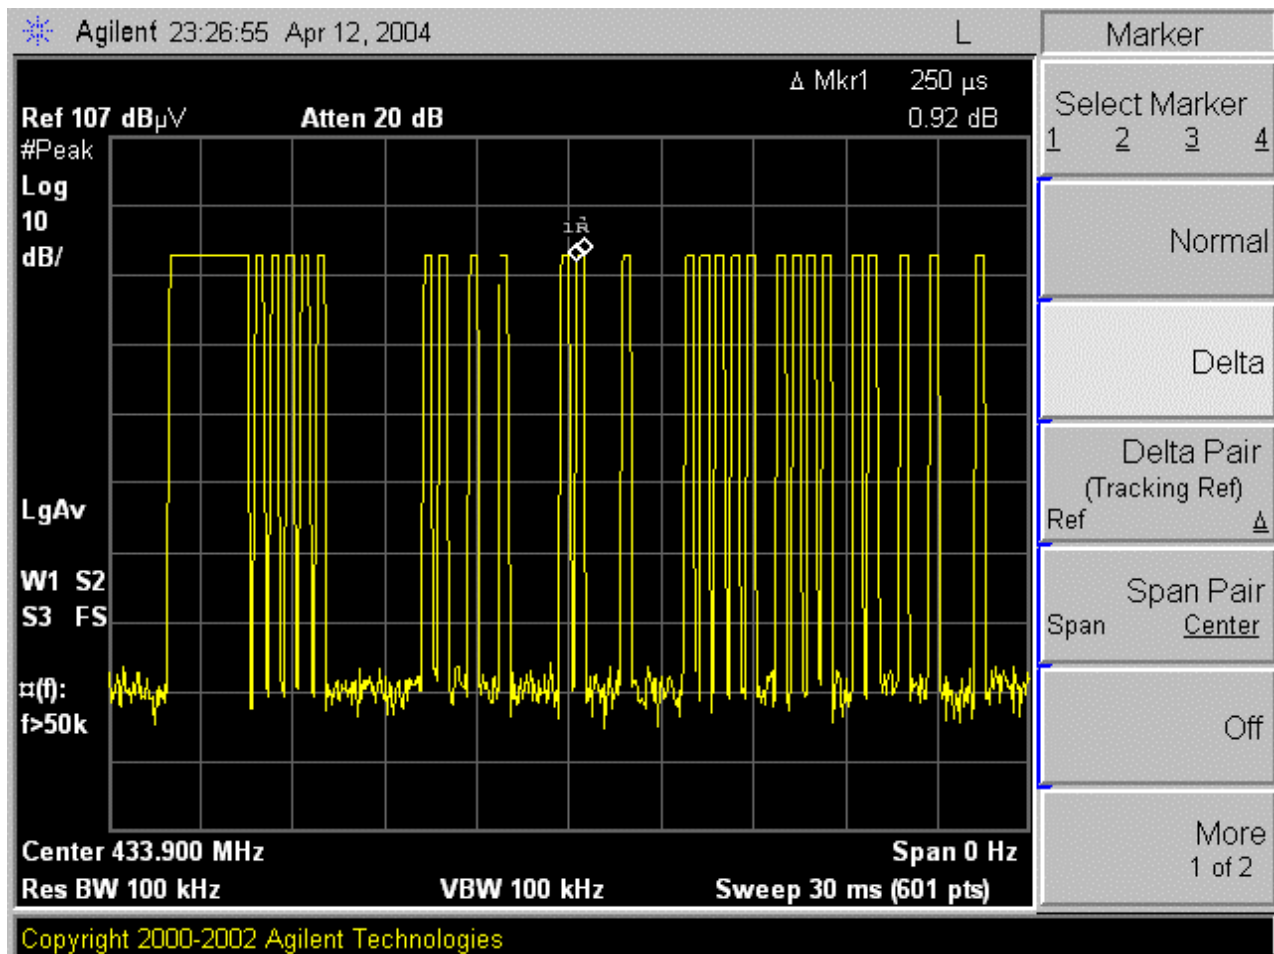 Agilent 23:26:55 Apr 12, 2004 L
Marker
Δ Mkr1 250 µs
Ref 107 dBµV Atten 20 dB 0.92 dB
#Peak
Log
10
dB/
1R
1
LgAv
W1 S2
S3 FS
¤(f):
f>50k
Center 433.900 MHz Span 0 Hz
Res BW 100 kHz VBW 100 kHz Sweep 30 ms (601 pts)
Copyright 2000-2002 Agilent Technologies
Select Marker
1 2 3 4
Normal
Delta
Delta Pair
(Tracking Ref)
Ref Δ
Span Pair
Span Center
Off
More
1 of 2